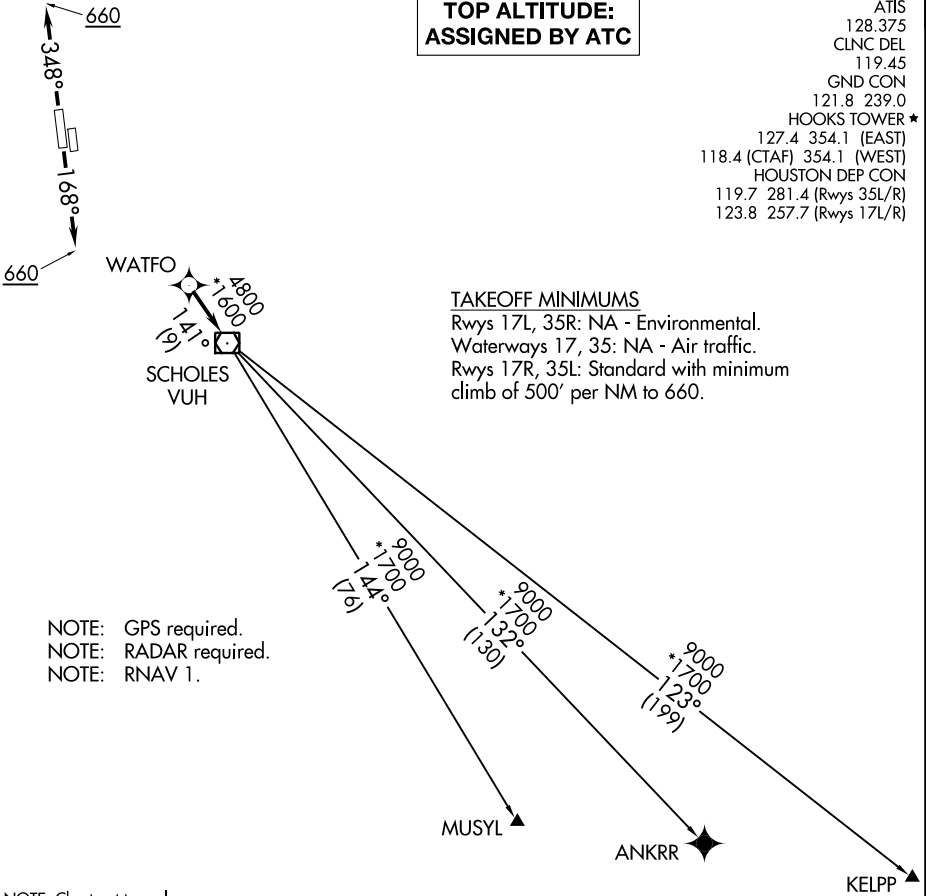 660
348°
168°
660
TOP ALTITUDE:
ASSIGNED BY ATC
ATIS
128.375
CLNC DEL
119.45
GND CON
121.8 239.0
HOOKS TOWER ★
127.4 354.1 (EAST)
118.4 (CTAF) 354.1 (WEST)
HOUSTON DEP CON
119.7 281.4 (Rwys 35L/R)
123.8 257.7 (Rwys 17L/R)
WATFO
4800
*1600
141°
(9)
SCHOLES
VUH
TAKEOFF MINIMUMS
Rwys 17L, 35R: NA - Environmental.
Waterways 17, 35: NA - Air traffic.
Rwys 17R, 35L: Standard with minimum
climb of 500' per NM to 660.
9000
*1700
144°
(76)
9000
*1700
132°
(130)
9000
*1700
123°
(199)
NOTE: GPS required.
NOTE: RADAR required.
NOTE: RNAV 1.
MUSYL
ANKRR
KELPP